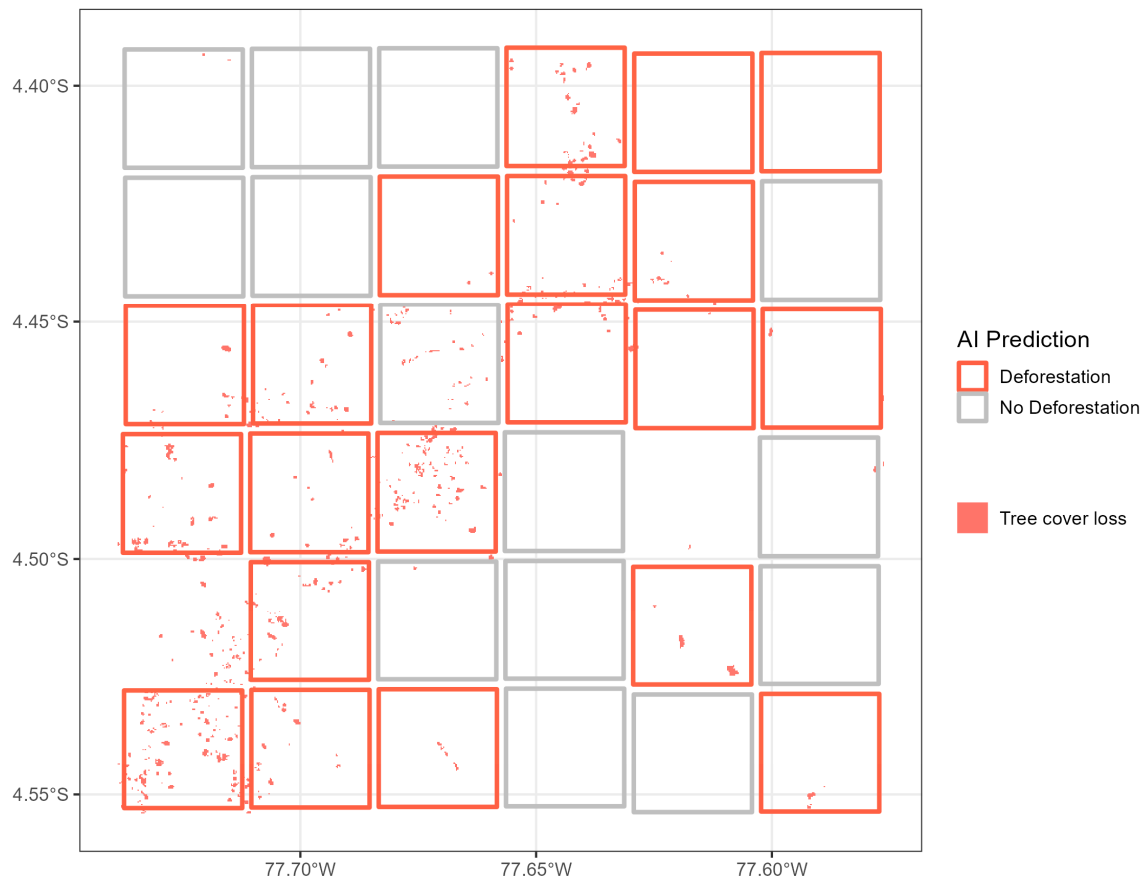 4.40°S
4.45°S
4.50°S
4.55°S
77.70°W 77.65°W 77.60°W
AI Prediction
Deforestation
No Deforestation
Tree cover loss